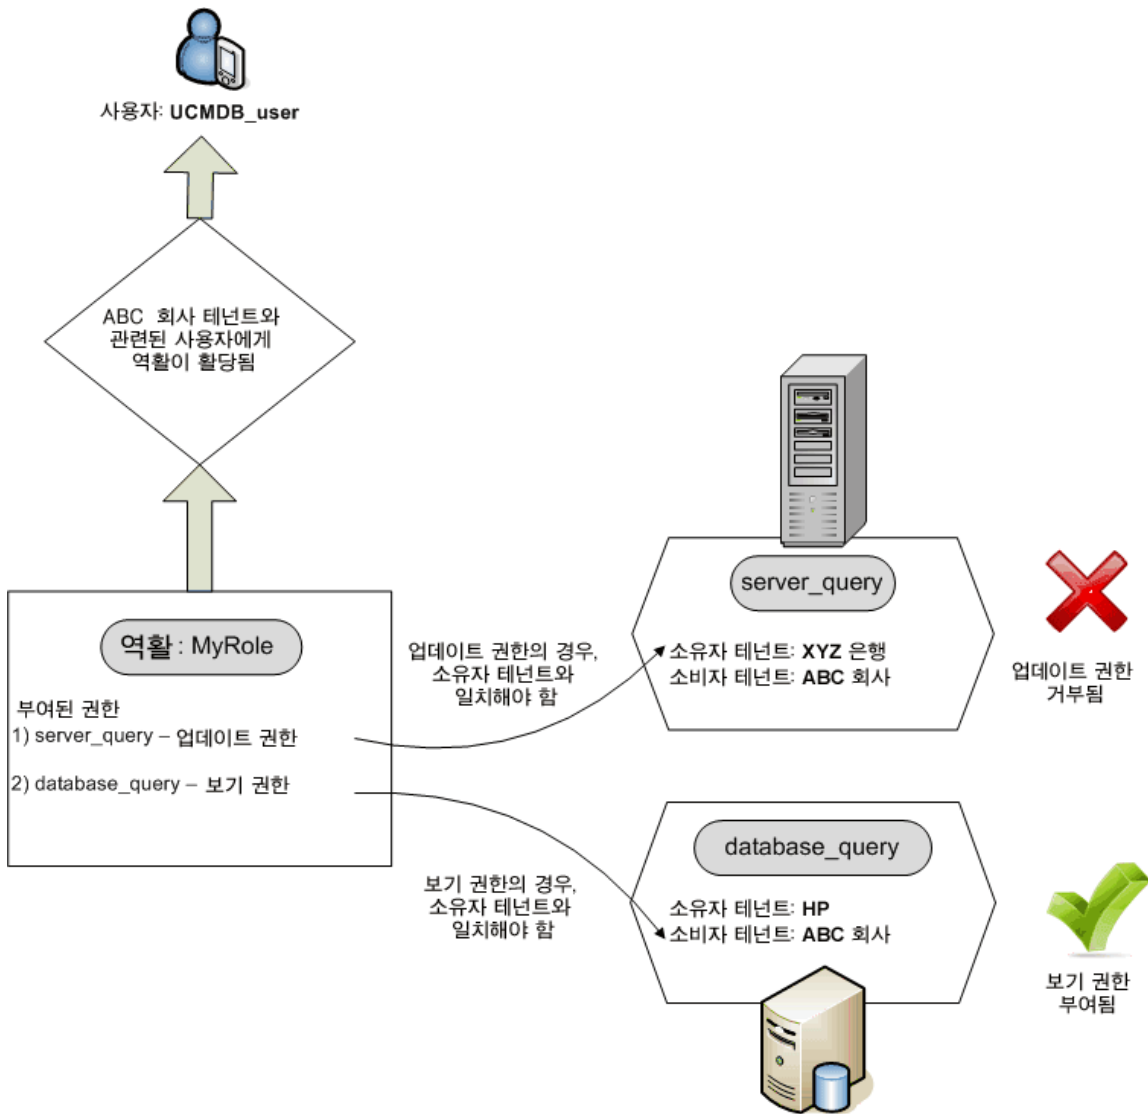 사용자: UCMDB_user
ABC 회사 테넌트와
관련된 사용자에게
역활이 활당됨
역활 : MyRole
부여된 권한
1) server_query – 업데이트 권한
2) database_query – 보기 권한
업데이트 권한의 경우,
소유자 테넌트와
일치해야 함
server_query
소유자 테넌트: XYZ 은행
소비자 테넌트: ABC 회사
업데이트 권한
거부됨
보기 권한의 경우,
소유자 테넌트와
일치해야 함
database_query
소유자 테넌트: HP
소비자 테넌트: ABC 회사
보기 권한
부여됨